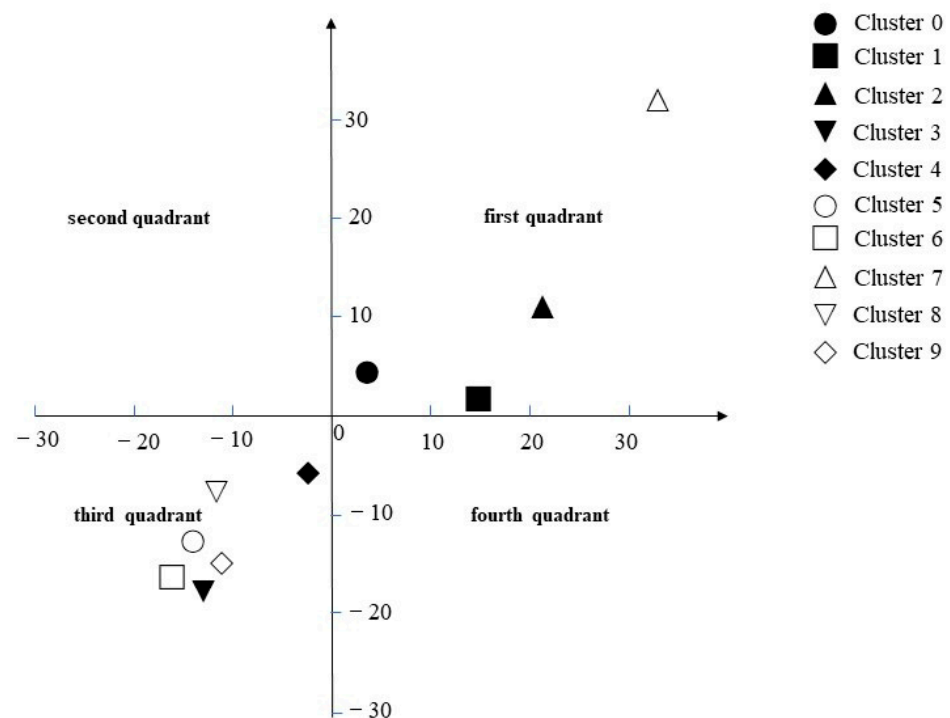 Cluster 0
Cluster 1
Cluster 2
30
Cluster 3
Cluster 4
second quadrant
20
first quadrant
Cluster 5
Cluster 6
Cluster 7
10
Cluster 8
Cluster 9
− 30
− 20
− 10
0
10
20
30
third quadrant
− 10
fourth quadrant
− 20
− 30